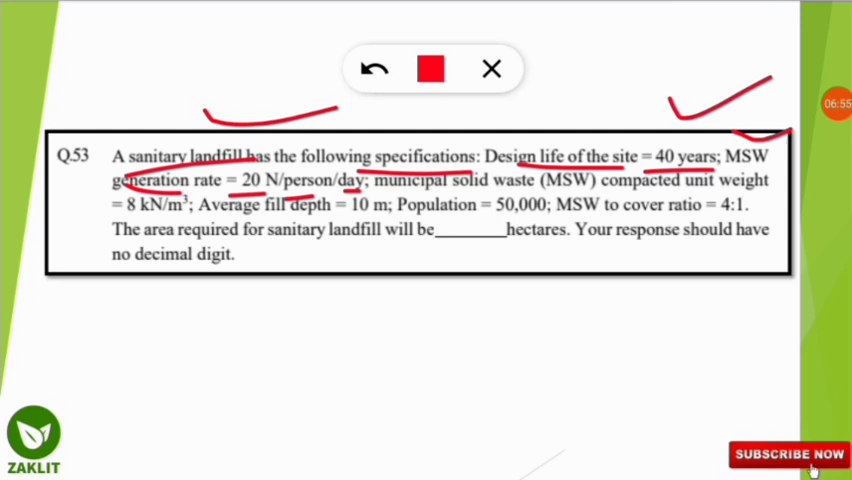 06:55
Q.53 A sanitary landfill has the following specifications: Design life of the site = 40 years; MSW
generation rate = 20 N/person/day; municipal solid waste (MSW) compacted unit weight
= 8 kN/m³; Average fill depth = 10 m; Population = 50,000; MSW to cover ratio = 4:1.
The area required for sanitary landfill will be________hectares. Your response should have
no decimal digit.
ZAKLIT
SUBSCRIBE NOW